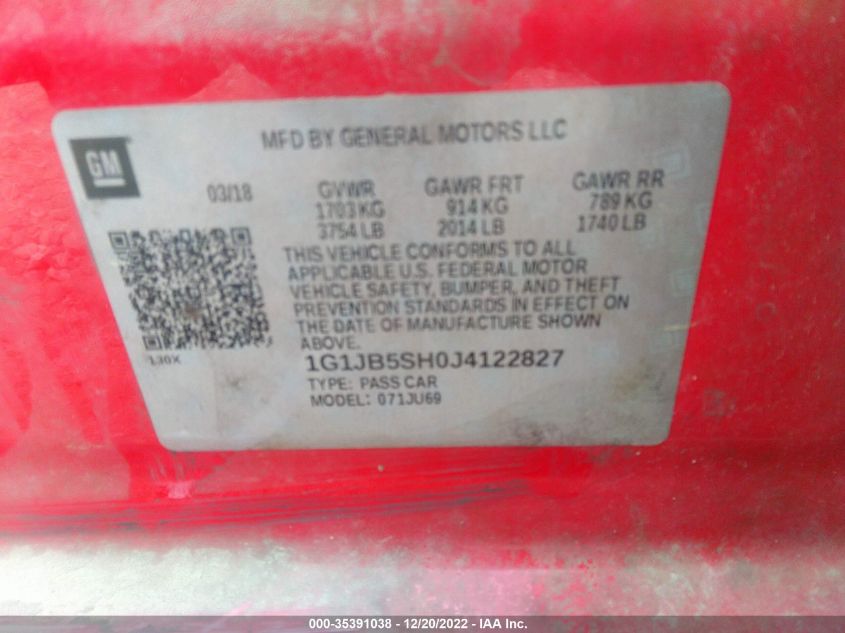 MFD BY GENERAL MOTORS LLC
GM
03/18 GVWR GAWR FRT GAWR RR
1703 KG 914 KG 789 KG
3754 LB 2014 LB 1740 LB
THIS VEHICLE CONFORMS TO ALL
APPLICABLE U.S. FEDERAL MOTOR
VEHICLE SAFETY, BUMPER, AND THEFT
PREVENTION STANDARDS IN EFFECT ON
THE DATE OF MANUFACTURE SHOWN
ABOVE.
130X
1G1JB5SH0J4122827
TYPE: PASS CAR
MODEL: 071JU69
000-35391038 - 12/20/2022 - IAA Inc.